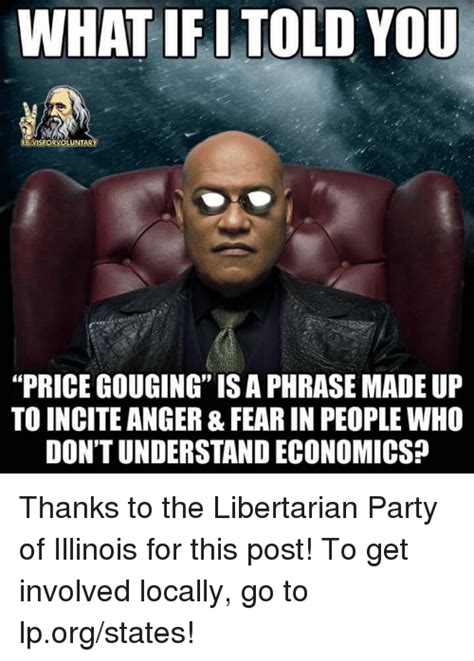 WHAT IF I TOLD YOU
FB:VISFORVOLUNTARY
"PRICE GOUGING" IS A PHRASE MADE UP
TO INCITE ANGER & FEAR IN PEOPLE WHO
DON'T UNDERSTAND ECONOMICS?
Thanks to the Libertarian Party
of Illinois for this post! To get
involved locally, go to
lp.org/states!